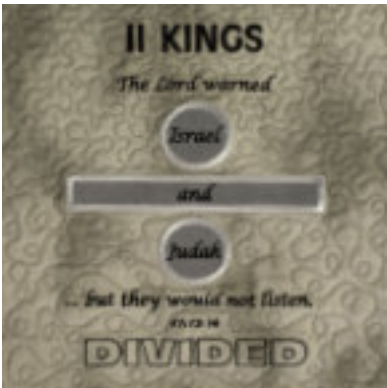 II KINGS
The Lord warned
Israel
and
Judah
... but they would not listen.
DIVIDED